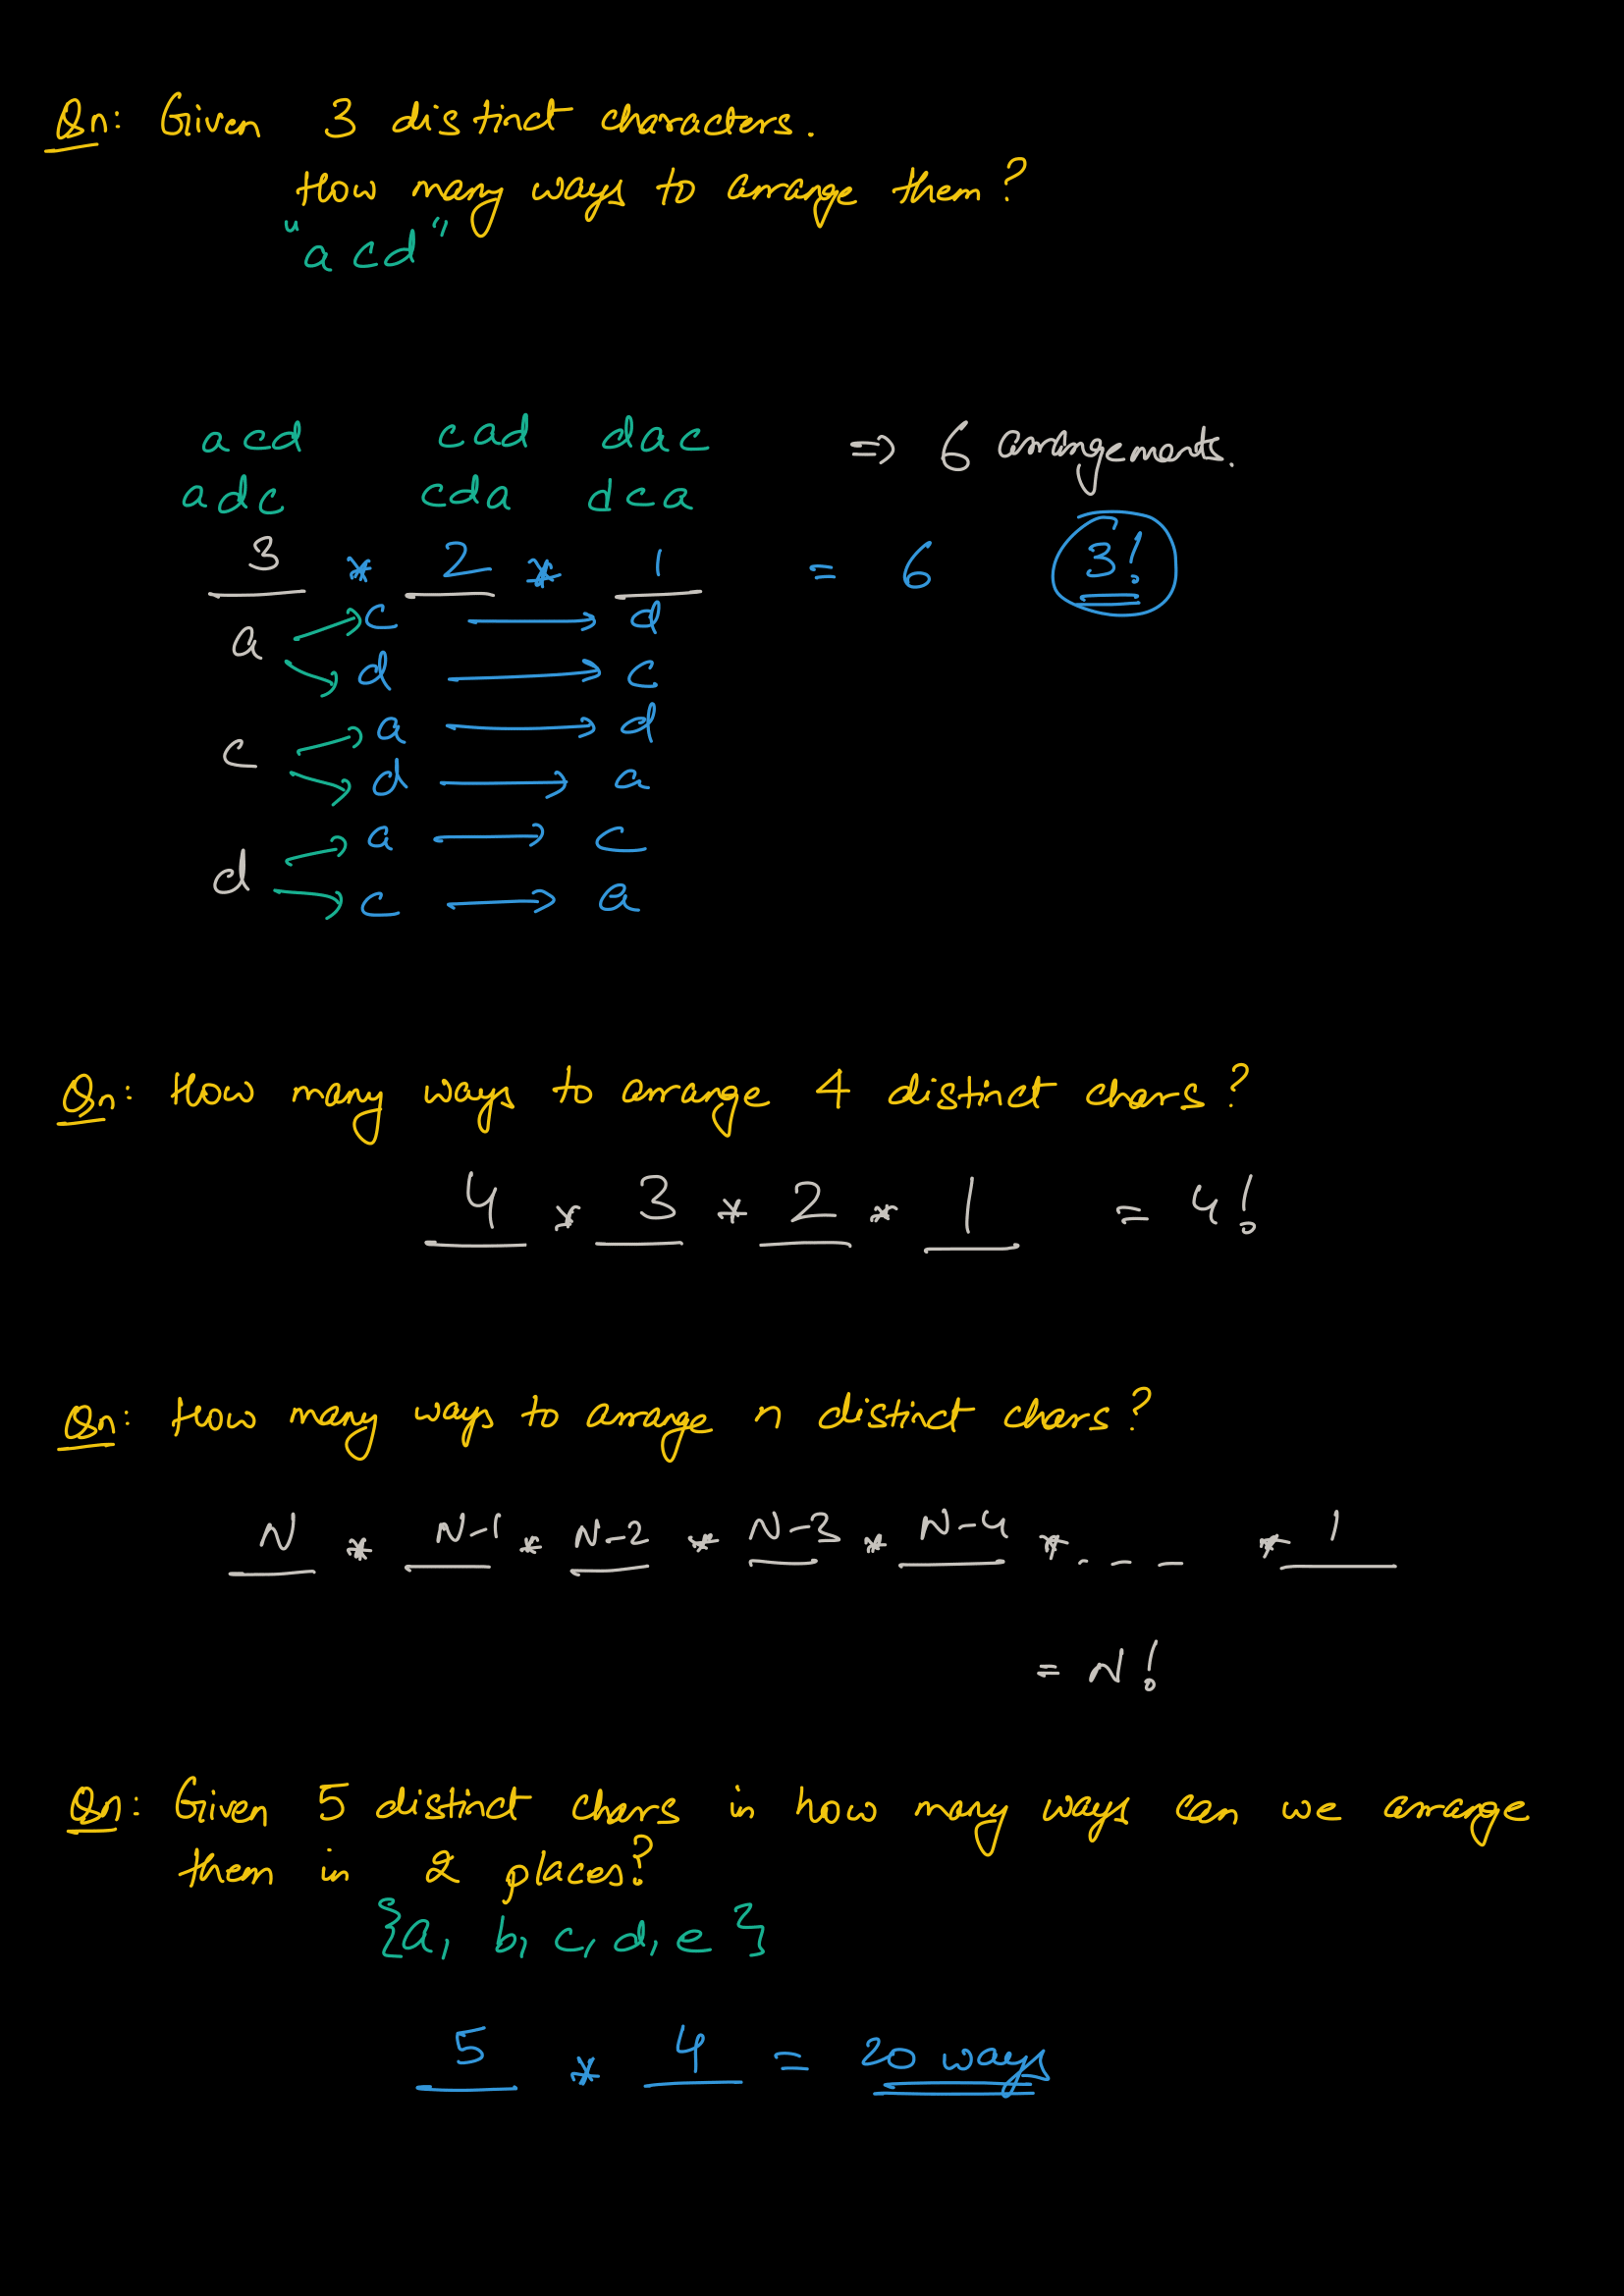 Qn: Given 3 distinct characters.
How many ways to arrange them?
"acd"
acd cad dac => 6 arrangements.
adc cda dca
3 * 2 * 1 = 6 3!
a → c → d
→ d → c
c → a → d
→ d → a
d → a → c
→ c → a
Qn: How many ways to arrange 4 distinct chars?
4 * 3 * 2 * 1 = 4!
Qn: How many ways to arrange n distinct chars?
N * N-1 * N-2 * N-3 * N-4 * . - - - * 1
= N!
Qn: Given 5 distinct chars in how many ways can we arrange
them in 2 places?
{a, b, c, d, e}
5 * 4 = 20 ways